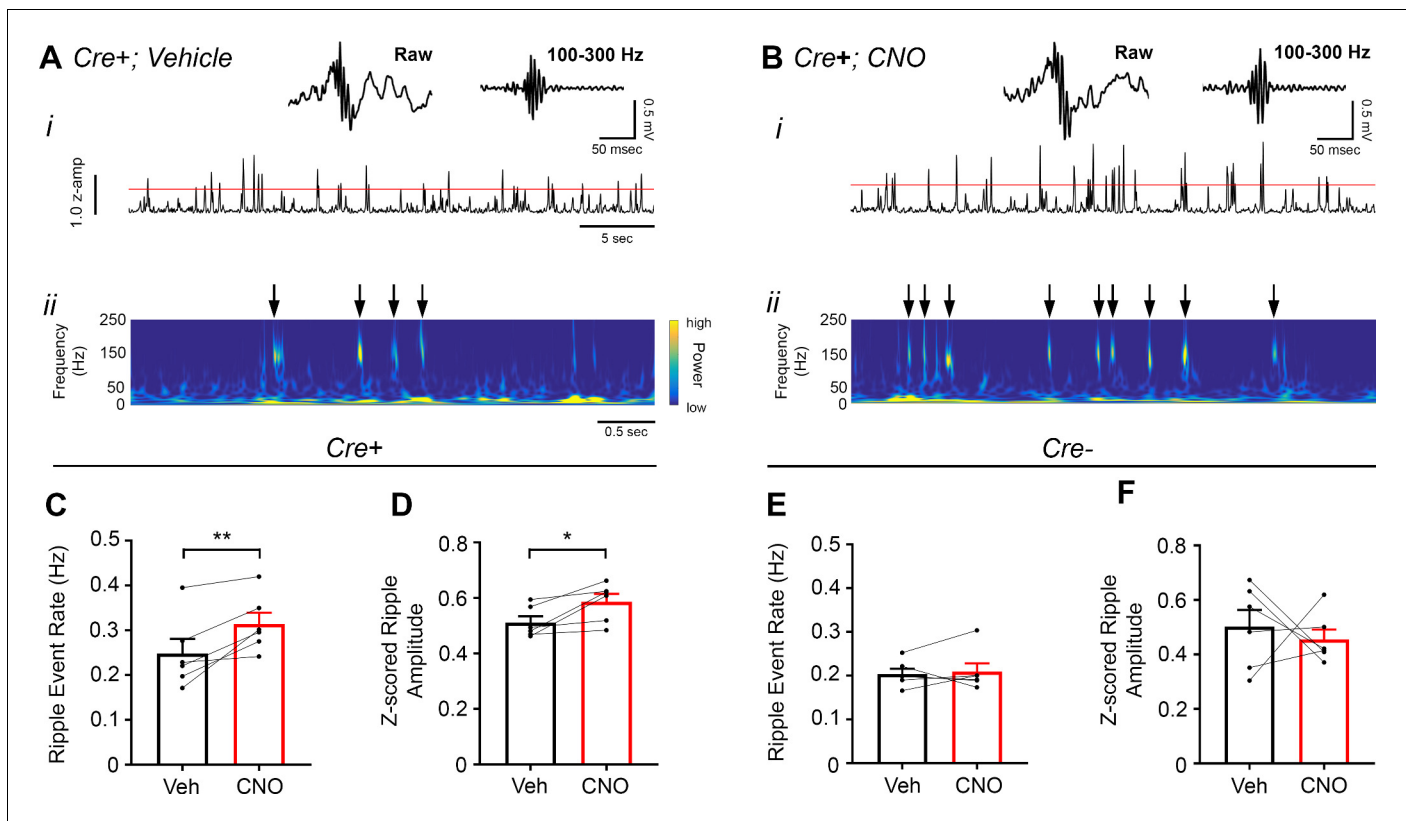 A Cre+; Vehicle
Raw
100-300 Hz
0.5 mV
50 msec
i
1.0 z-amp
5 sec
ii
Frequency
(Hz)
250
150
50
0
high
Power
low
0.5 sec
B Cre+; CNO
Raw
100-300 Hz
0.5 mV
50 msec
i
ii
Frequency
(Hz)
250
150
50
0
Cre+
Cre-
C
Ripple Event Rate (Hz)
0.5
0.4
0.3
0.2
0.1
0
**
Veh CNO
D
Z-scored Ripple
Amplitude
0.8
0.6
0.4
0.2
0
*
Veh CNO
E
Ripple Event Rate (Hz)
0.5
0.4
0.3
0.2
0.1
0
Veh CNO
F
Z-scored Ripple
Amplitude
0.8
0.6
0.4
0.2
0
Veh CNO